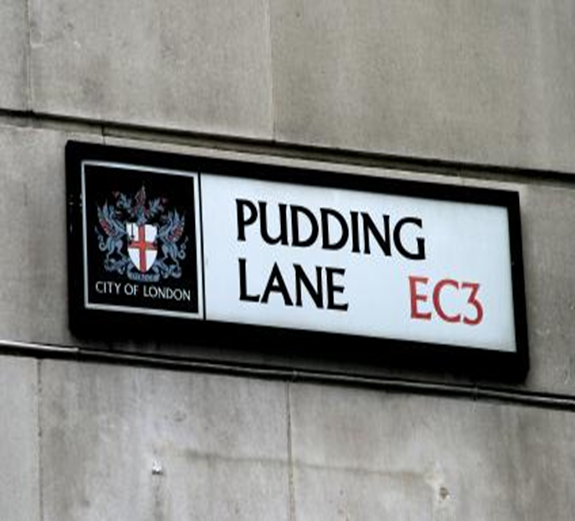 CITY OF LONDON
PUDDING
LANE EC3